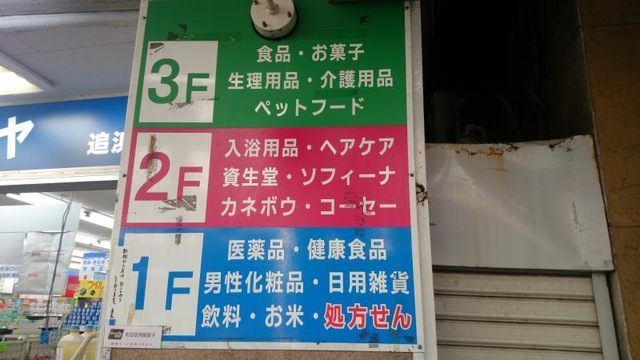 3F
食品・お菓子
生理用品・介護用品
ペットフード
2F
入浴用品・ヘアケア
資生堂・ソフィーナ
カネボウ・コーセー
1F
医薬品・健康食品
男性化粧品・日用雑貨
飲料・お米・処方せん
ヤ 追浜